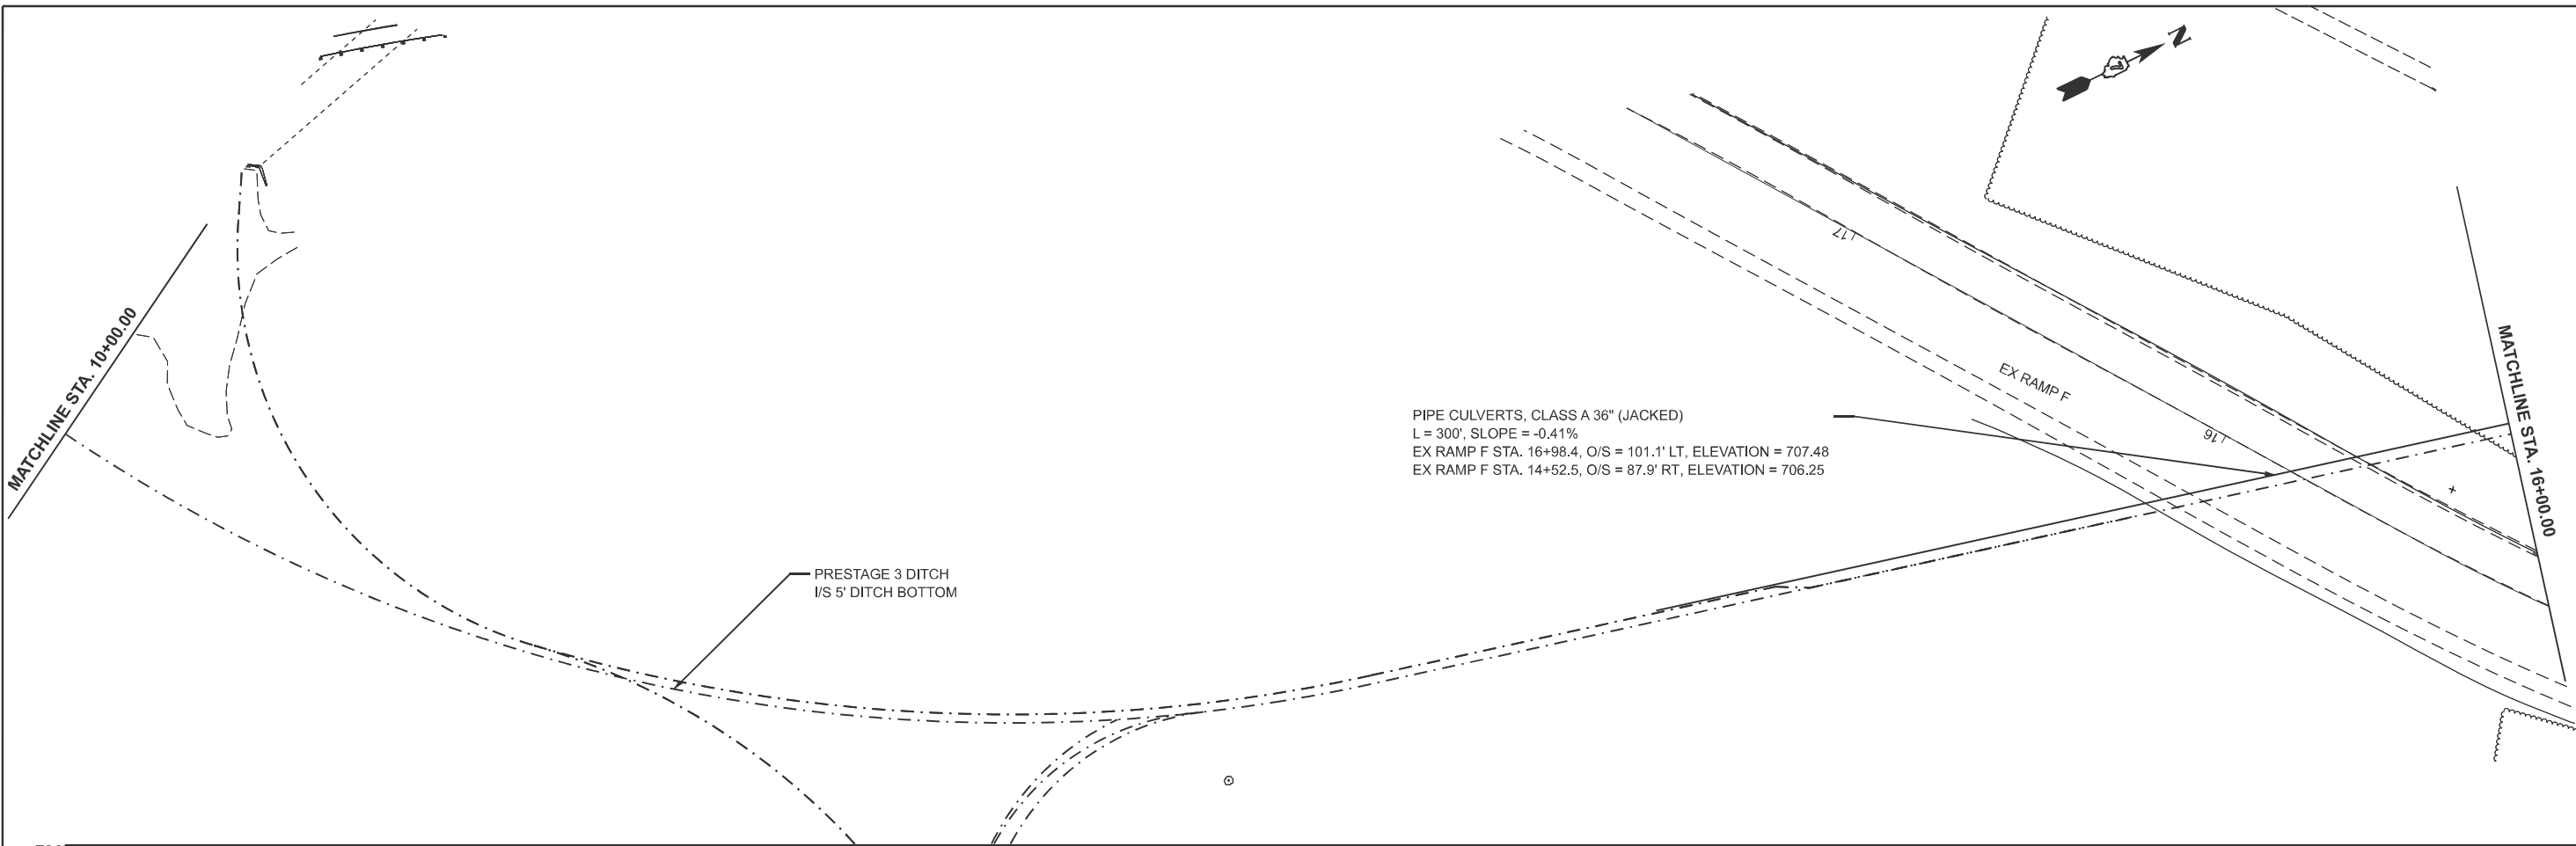 N
17
MATCHLINE STA. 10+00.00
EX RAMP F
MATCHLINE STA. 16+00.00
PIPE CULVERTS, CLASS A 36" (JACKED)
L = 300', SLOPE = -0.41%
EX RAMP F STA. 16+98.4, O/S = 101.1' LT, ELEVATION = 707.48
EX RAMP F STA. 14+52.5, O/S = 87.9' RT, ELEVATION = 706.25
16
PRESTAGE 3 DITCH
I/S 5' DITCH BOTTOM